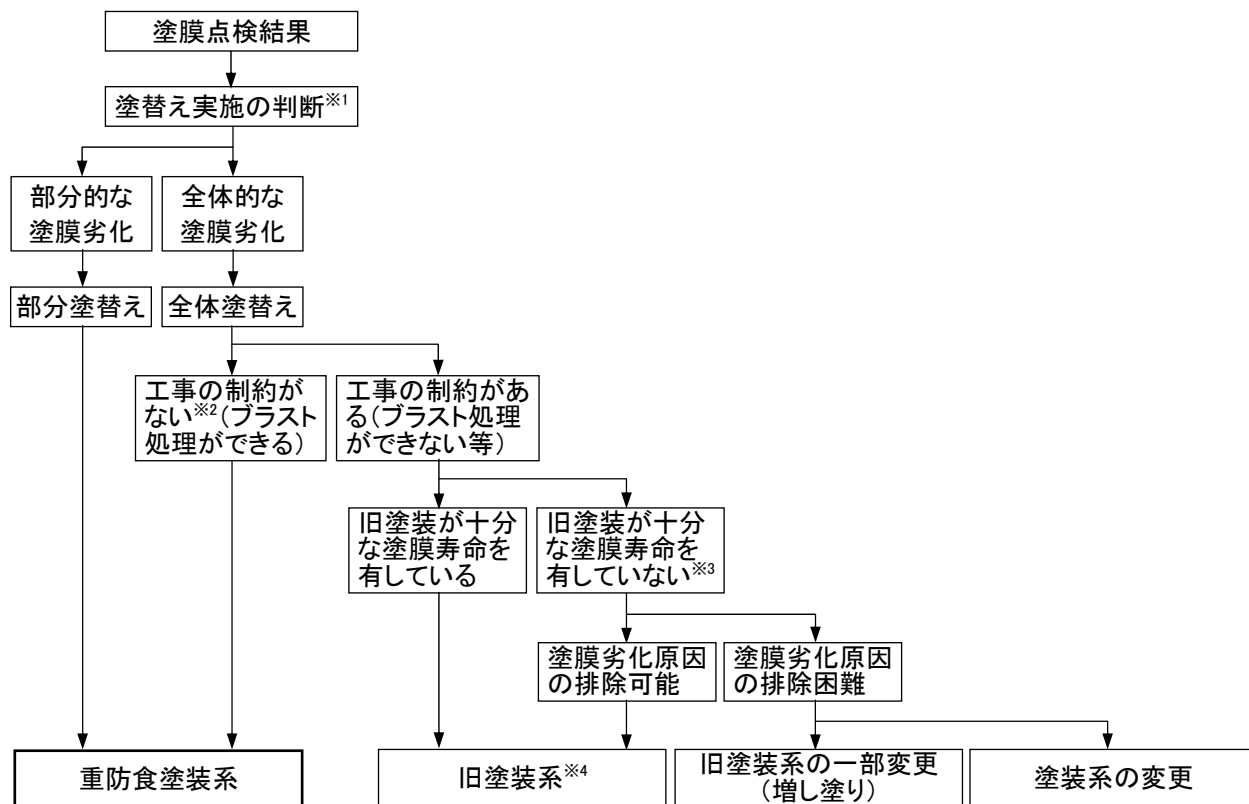 塗膜点検結果
塗替え実施の判断※1
部分的な
塗膜劣化
全体的な
塗膜劣化
部分塗替え
全体塗替え
工事の制約が
ない※2(ブラスト
処理ができる)
工事の制約があ
る(ブラスト処理
ができない等)
旧塗装が十分
な塗膜寿命を
有している
旧塗装が十分
な塗膜寿命を
有していない※3
塗膜劣化原因
の排除可能
塗膜劣化原因
の排除困難
重防食塗装系
旧塗装系※4
旧塗装系の一部変更
(増し塗り)
塗装系の変更